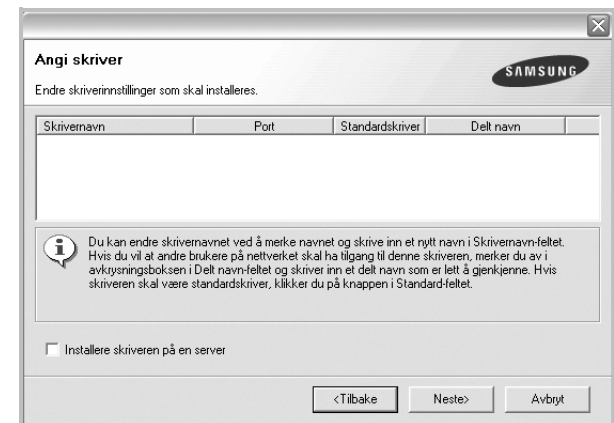 Angi skriver
SAMSUNG
Endre skriverinnstillinger som skal installeres.
Skrivernavn Port Standardskriver Delt navn
Du kan endre skrivernavnet ved å merke navnet og skrive inn et nytt navn i Skrivernavn-feltet.
Hvis du vil at andre brukere på nettverket skal ha tilgang til denne skriveren, merker du av i
avkrysningsboksen i Delt navn-feltet og skriver inn et delt navn som er lett å gjenkjenne. Hvis
skriveren skal være standardskriver, klikker du på knappen i Standard-feltet.
Installere skriveren på en server
<Tilbake Neste> Avbryt